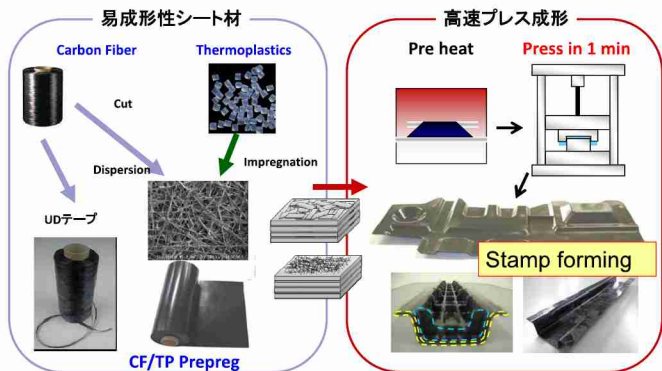 易成形性シート材
Carbon Fiber
Thermoplastics
Cut
Dispersion
Impregnation
UDテープ
CF/TP Prepreg
高速プレス成形
Pre heat
Press in 1 min
Stamp forming